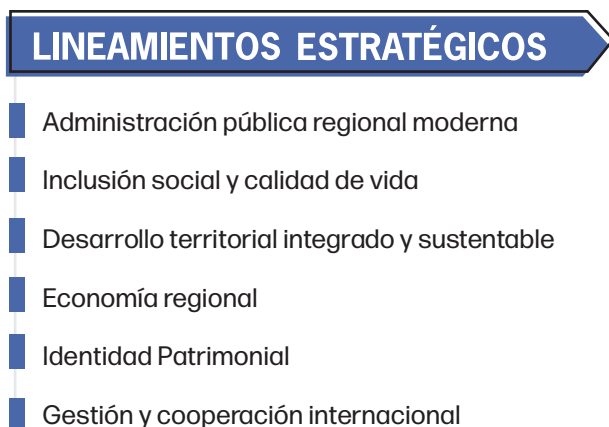 LINEAMIENTOS ESTRATÉGICOS
Administración pública regional moderna
Inclusión social y calidad de vida
Desarrollo territorial integrado y sustentable
Economía regional
Identidad Patrimonial
Gestión y cooperación internacional